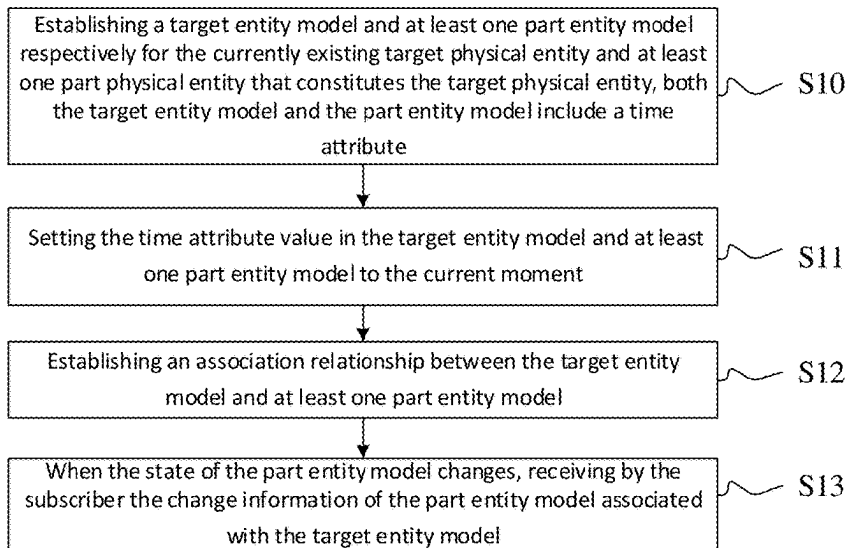 Establishing a target entity model and at least one part entity model
respectively for the currently existing target physical entity and at least
one part physical entity that constitutes the target physical entity, both
the target entity model and the part entity model include a time
attribute
S10
Setting the time attribute value in the target entity model and at least
one part entity model to the current moment
S11
Establishing an association relationship between the target entity
model and at least one part entity model
S12
When the state of the part entity model changes, receiving by the
subscriber the change information of the part entity model associated
with the target entity model
S13